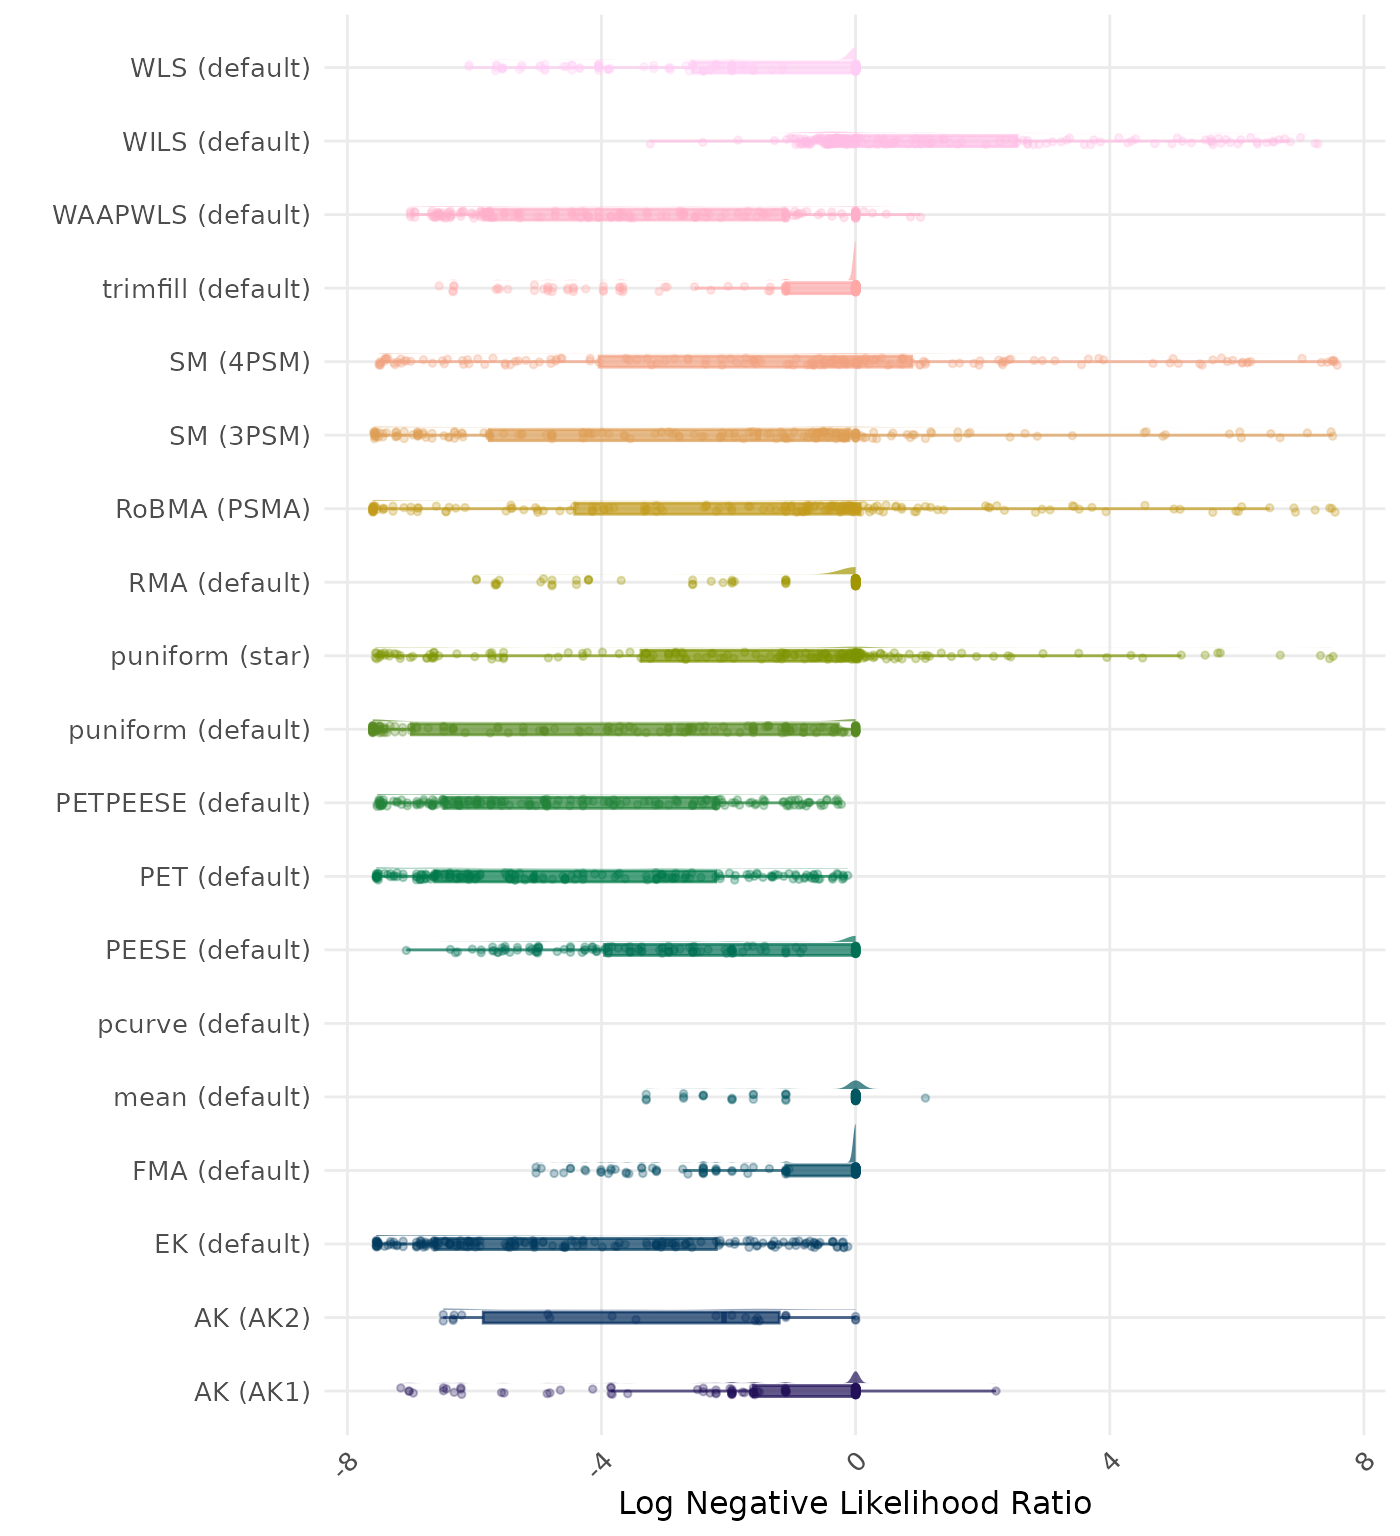 WLS (default)
WILS (default)
WAAPWLS (default)
trimfill (default)
SM (4PSM)
SM (3PSM)
RoBMA (PSMA)
RMA (default)
puniform (star)
puniform (default)
PETPEESE (default)
PET (default)
PEESE (default)
pcurve (default)
mean (default)
FMA (default)
EK (default)
AK (AK2)
AK (AK1)
-8 -4 0 4 8
Log Negative Likelihood Ratio